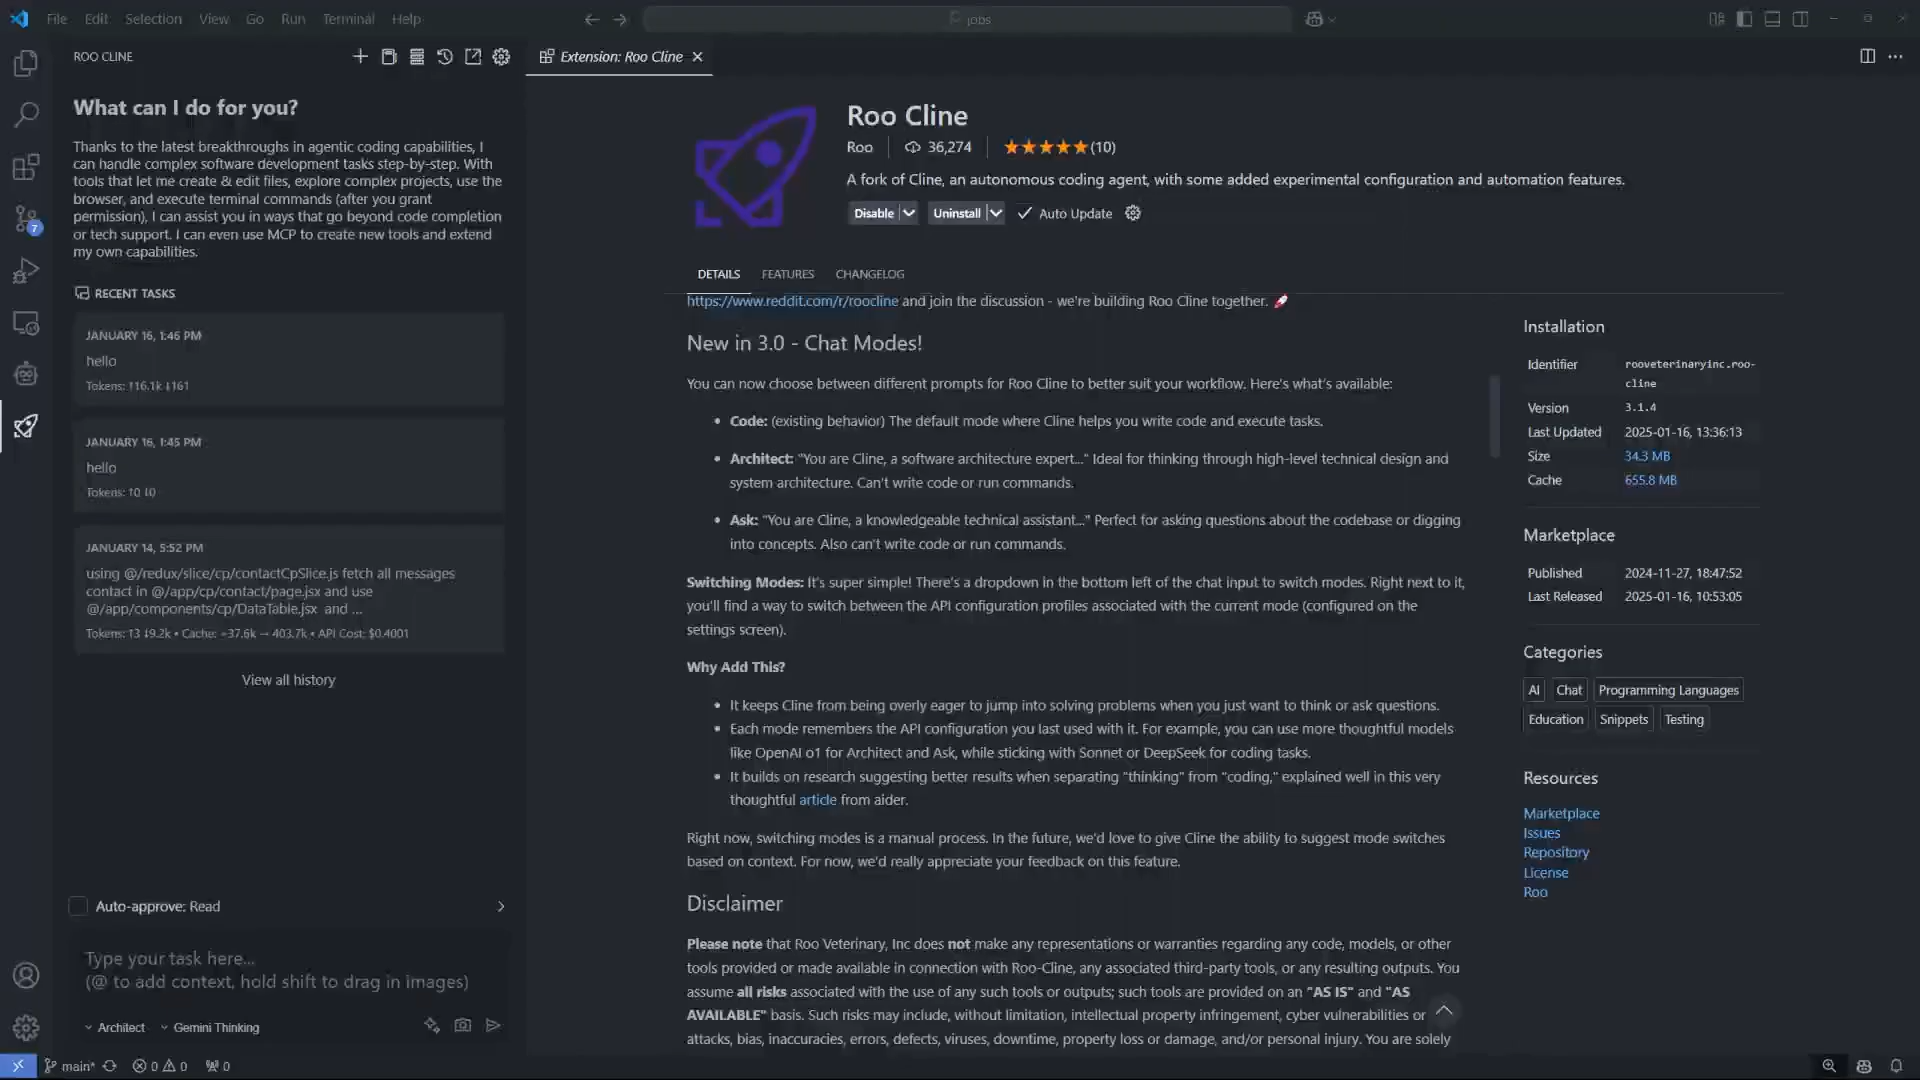 File Edit Selection View Go Run Terminal Help
jobs
ROO CLINE
Extension: Roo Cline
What can I do for you?
Thanks to the latest breakthroughs in agentic coding capabilities, I
can handle complex software development tasks step-by-step. With
tools that let me create & edit files, explore complex projects, use the
browser, and execute terminal commands (after you grant
permission), I can assist you in ways that go beyond code completion
or tech support. I can even use MCP to create new tools and extend
my own capabilities.
RECENT TASKS
JANUARY 16, 1:46 PM
hello
Tokens: ↑16.1k ↓161
JANUARY 16, 1:45 PM
hello
Tokens: ↑0 ↓0
JANUARY 14, 5:52 PM
using @/redux/slice/cp/contactCpSlice.js fetch all messages
contact in @/app/cp/contact/page.jsx and use
@/app/components/cp/DataTable.jsx and ...
Tokens: ↑3 ↓9.2k • Cache: +37.6k → 403.7k • API Cost: $0.4001
View all history
Auto-approve: Read
Type your task here...
(@ to add context, hold shift to drag in images)
Architect Gemini Thinking
Roo Cline
Roo 36,274 ★★★★★(10)
A fork of Cline, an autonomous coding agent, with some added experimental configuration and automation features.
Disable Uninstall Auto Update
DETAILS FEATURES CHANGELOG
https://www.reddit.com/r/roocline and join the discussion - we're building Roo Cline together. 🚀
New in 3.0 - Chat Modes!
You can now choose between different prompts for Roo Cline to better suit your workflow. Here's what's available:
• Code: (existing behavior) The default mode where Cline helps you write code and execute tasks.
• Architect: "You are Cline, a software architecture expert..." Ideal for thinking through high-level technical design and
system architecture. Can't write code or run commands.
• Ask: "You are Cline, a knowledgeable technical assistant..." Perfect for asking questions about the codebase or digging
into concepts. Also can't write code or run commands.
Switching Modes: It's super simple! There's a dropdown in the bottom left of the chat input to switch modes. Right next to it,
you'll find a way to switch between the API configuration profiles associated with the current mode (configured on the
settings screen).
Why Add This?
• It keeps Cline from being overly eager to jump into solving problems when you just want to think or ask questions.
• Each mode remembers the API configuration you last used with it. For example, you can use more thoughtful models
like OpenAI o1 for Architect and Ask, while sticking with Sonnet or DeepSeek for coding tasks.
• It builds on research suggesting better results when separating "thinking" from "coding," explained well in this very
thoughtful article from aider.
Right now, switching modes is a manual process. In the future, we'd love to give Cline the ability to suggest mode switches
based on context. For now, we'd really appreciate your feedback on this feature.
Disclaimer
Please note that Roo Veterinary, Inc does not make any representations or warranties regarding any code, models, or other
tools provided or made available in connection with Roo-Cline, any associated third-party tools, or any resulting outputs. You
assume all risks associated with the use of any such tools or outputs; such tools are provided on an "AS IS" and "AS
AVAILABLE" basis. Such risks may include, without limitation, intellectual property infringement, cyber vulnerabilities or
attacks, bias, inaccuracies, errors, defects, viruses, downtime, property loss or damage, and/or personal injury. You are solely
Installation
Identifier rooveterinaryinc.roo-
cline
Version 3.1.4
Last Updated 2025-01-16, 13:36:13
Size 34.3 MB
Cache 655.8 MB
Marketplace
Published 2024-11-27, 18:47:52
Last Released 2025-01-16, 10:53:05
Categories
AI Chat Programming Languages
Education Snippets Testing
Resources
Marketplace
Issues
Repository
License
Roo
7
main* 0 0 0